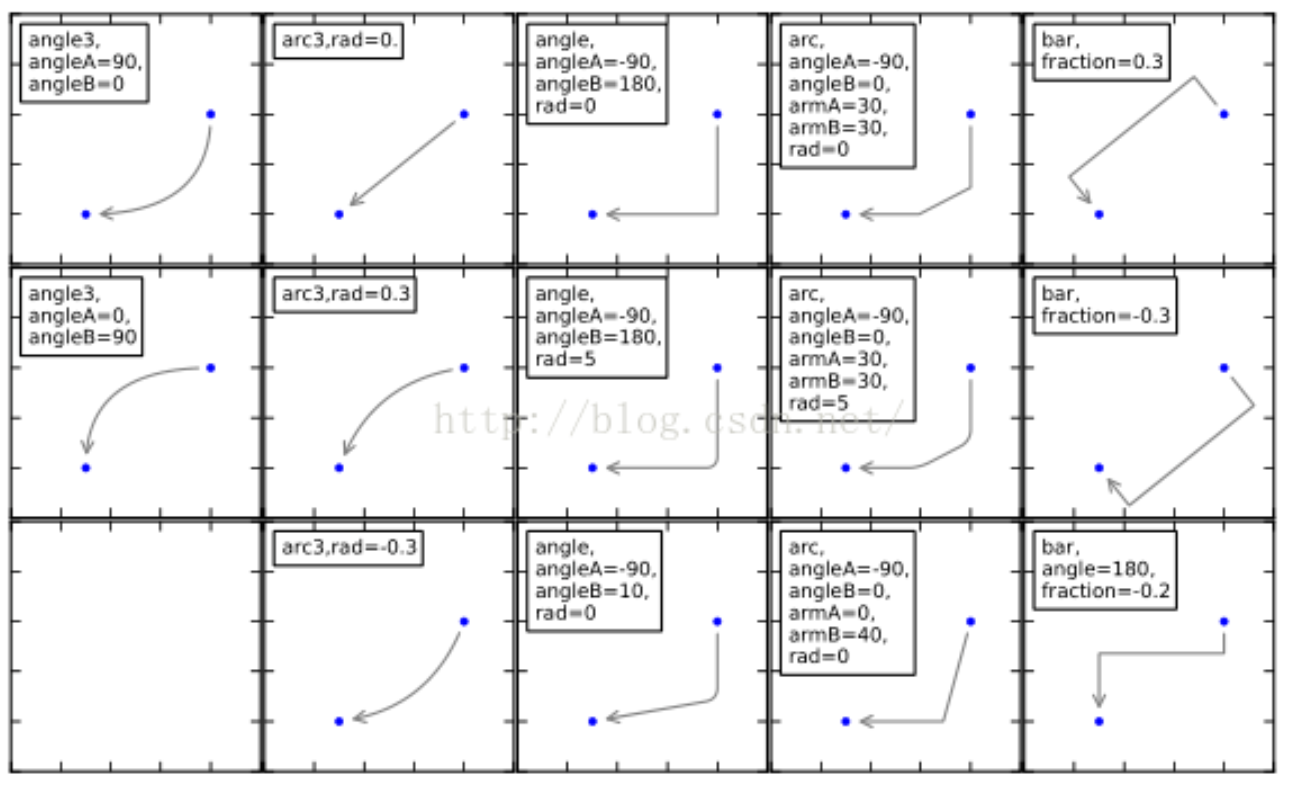 angle3,
angleA=90,
angleB=0
arc3,rad=0.
angle,
angleA=-90,
angleB=180,
rad=0
arc,
angleA=-90,
angleB=0,
armA=30,
armB=30,
rad=0
bar,
fraction=0.3
angle3,
angleA=0,
angleB=90
arc3,rad=0.3
angle,
angleA=-90,
angleB=180,
rad=5
arc,
angleA=-90,
angleB=0,
armA=30,
armB=30,
rad=5
bar,
fraction=-0.3
http://blog.csdn.net/
arc3,rad=-0.3
angle,
angleA=-90,
angleB=10,
rad=0
arc,
angleA=-90,
angleB=0,
armA=0,
armB=40,
rad=0
bar,
angle=180,
fraction=-0.2